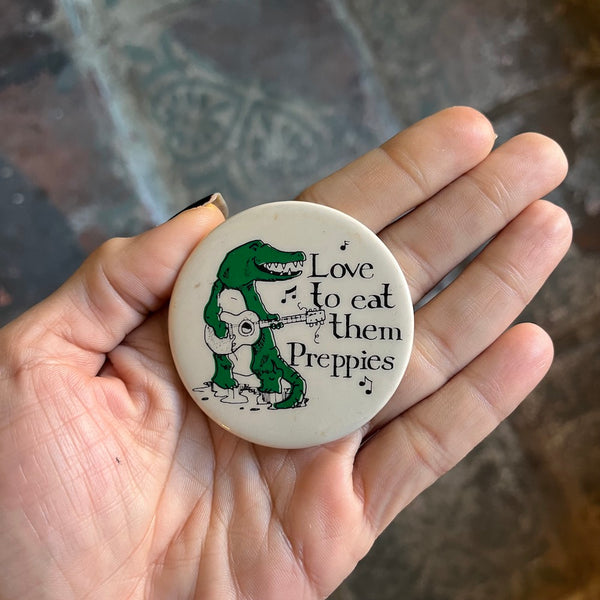 Love
to eat
them
Preppies